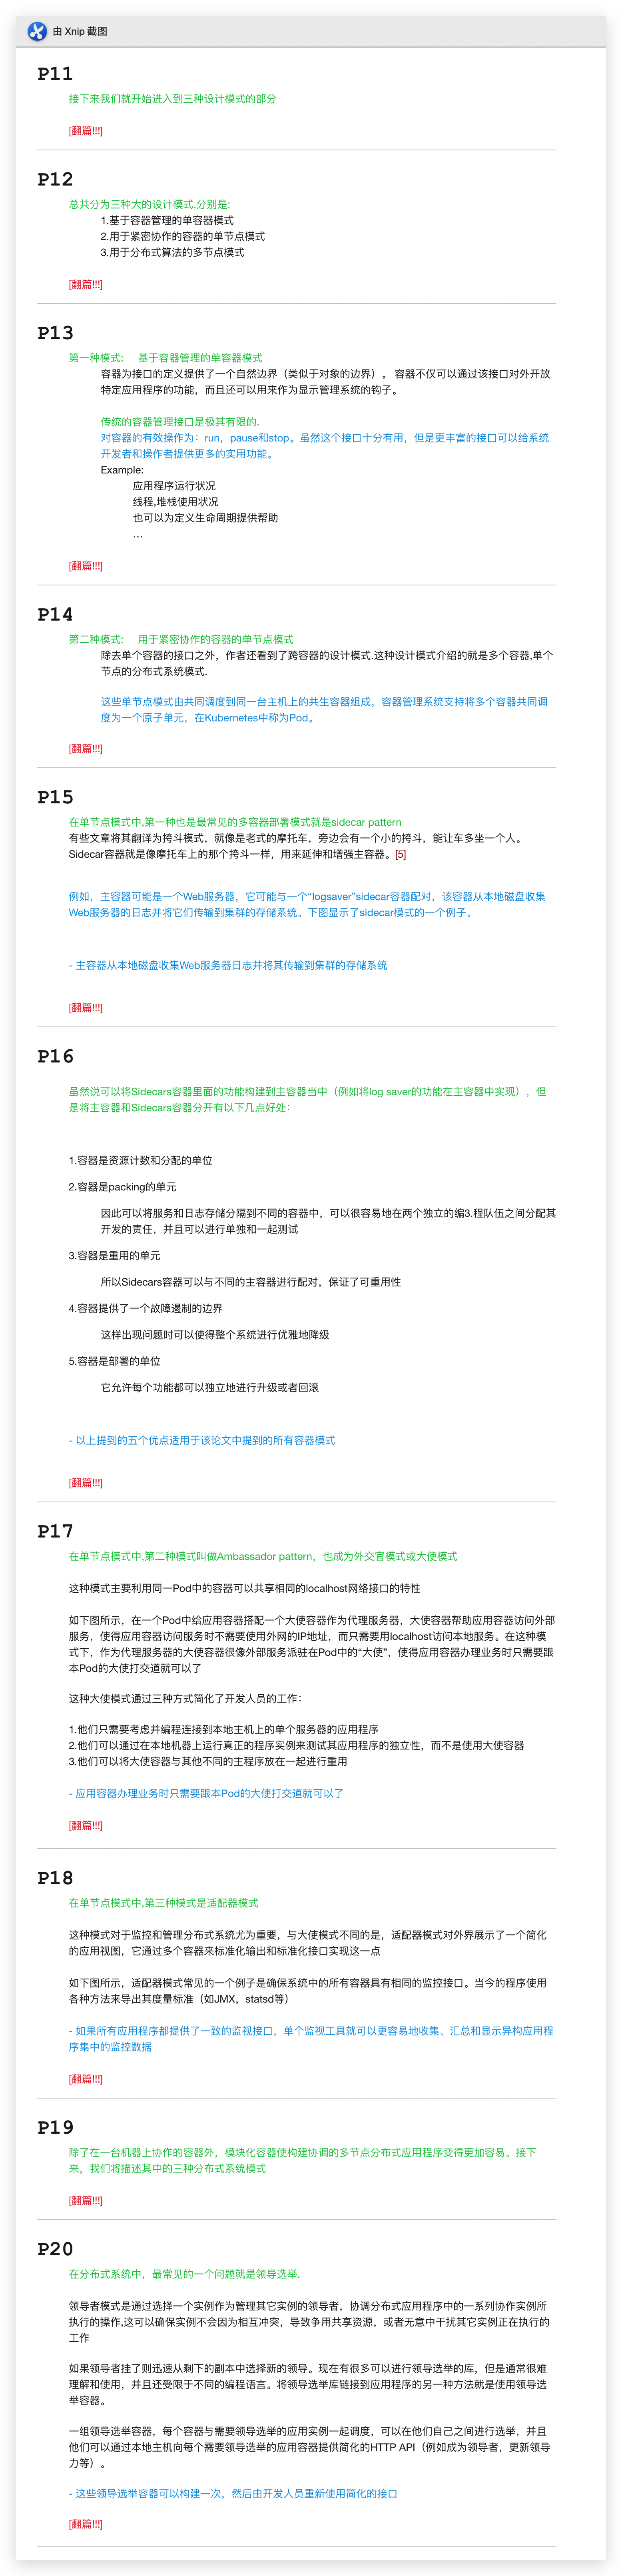 由 Xnip 截图
P11
接下来我们就开始进入到三种设计模式的部分
[翻篇!!!]
P12
总共分为三种大的设计模式,分别是:
1.基于容器管理的单容器模式
2.用于紧密协作的容器的单节点模式
3.用于分布式算法的多节点模式
[翻篇!!!]
P13
第一种模式: 基于容器管理的单容器模式
容器为接口的定义提供了一个自然边界（类似于对象的边界）。 容器不仅可以通过该接口对外开放
特定应用程序的功能，而且还可以用来作为显示管理系统的钩子。
传统的容器管理接口是极其有限的.
对容器的有效操作为：run，pause和stop。虽然这个接口十分有用，但是更丰富的接口可以给系统
开发者和操作者提供更多的实用功能。
Example:
应用程序运行状况
线程,堆栈使用状况
也可以为定义生命周期提供帮助
…
[翻篇!!!]
P14
第二种模式: 用于紧密协作的容器的单节点模式
除去单个容器的接口之外，作者还看到了跨容器的设计模式.这种设计模式介绍的就是多个容器,单个
节点的分布式系统模式.
这些单节点模式由共同调度到同一台主机上的共生容器组成，容器管理系统支持将多个容器共同调
度为一个原子单元，在Kubernetes中称为Pod。
[翻篇!!!]
P15
在单节点模式中,第一种也是最常见的多容器部署模式就是sidecar pattern
有些文章将其翻译为挎斗模式，就像是老式的摩托车，旁边会有一个小的挎斗，能让车多坐一个人。
Sidecar容器就是像摩托车上的那个挎斗一样，用来延伸和增强主容器。[5]
例如，主容器可能是一个Web服务器，它可能与一个“logsaver”sidecar容器配对，该容器从本地磁盘收集
Web服务器的日志并将它们传输到集群的存储系统。下图显示了sidecar模式的一个例子。
- 主容器从本地磁盘收集Web服务器日志并将其传输到集群的存储系统
[翻篇!!!]
P16
虽然说可以将Sidecars容器里面的功能构建到主容器当中（例如将log saver的功能在主容器中实现），但
是将主容器和Sidecars容器分开有以下几点好处：
1.容器是资源计数和分配的单位
2.容器是packing的单元
因此可以将服务和日志存储分隔到不同的容器中，可以很容易地在两个独立的编3.程队伍之间分配其
开发的责任，并且可以进行单独和一起测试
3.容器是重用的单元
所以Sidecars容器可以与不同的主容器进行配对，保证了可重用性
4.容器提供了一个故障遏制的边界
这样出现问题时可以使得整个系统进行优雅地降级
5.容器是部署的单位
它允许每个功能都可以独立地进行升级或者回滚
- 以上提到的五个优点适用于该论文中提到的所有容器模式
[翻篇!!!]
P17
在单节点模式中,第二种模式叫做Ambassador pattern，也成为外交官模式或大使模式
这种模式主要利用同一Pod中的容器可以共享相同的localhost网络接口的特性
如下图所示，在一个Pod中给应用容器搭配一个大使容器作为代理服务器，大使容器帮助应用容器访问外部
服务，使得应用容器访问服务时不需要使用外网的IP地址，而只需要用localhost访问本地服务。在这种模
式下，作为代理服务器的大使容器很像外部服务派驻在Pod中的“大使”，使得应用容器办理业务时只需要跟
本Pod的大使打交道就可以了
这种大使模式通过三种方式简化了开发人员的工作：
1.他们只需要考虑并编程连接到本地主机上的单个服务器的应用程序
2.他们可以通过在本地机器上运行真正的程序实例来测试其应用程序的独立性，而不是使用大使容器
3.他们可以将大使容器与其他不同的主程序放在一起进行重用
- 应用容器办理业务时只需要跟本Pod的大使打交道就可以了
[翻篇!!!]
P18
在单节点模式中,第三种模式是适配器模式
这种模式对于监控和管理分布式系统尤为重要，与大使模式不同的是，适配器模式对外界展示了一个简化
的应用视图，它通过多个容器来标准化输出和标准化接口实现这一点
如下图所示，适配器模式常见的一个例子是确保系统中的所有容器具有相同的监控接口。当今的程序使用
各种方法来导出其度量标准（如JMX，statsd等）
- 如果所有应用程序都提供了一致的监视接口，单个监视工具就可以更容易地收集、汇总和显示异构应用程
序集中的监控数据
[翻篇!!!]
P19
除了在一台机器上协作的容器外，模块化容器使构建协调的多节点分布式应用程序变得更加容易。接下
来，我们将描述其中的三种分布式系统模式
[翻篇!!!]
P20
在分布式系统中，最常见的一个问题就是领导选举.
领导者模式是通过选择一个实例作为管理其它实例的领导者，协调分布式应用程序中的一系列协作实例所
执行的操作,这可以确保实例不会因为相互冲突，导致争用共享资源，或者无意中干扰其它实例正在执行的
工作
如果领导者挂了则迅速从剩下的副本中选择新的领导。现在有很多可以进行领导选举的库，但是通常很难
理解和使用，并且还受限于不同的编程语言。将领导选举库链接到应用程序的另一种方法就是使用领导选
举容器。
一组领导选举容器，每个容器与需要领导选举的应用实例一起调度，可以在他们自己之间进行选举，并且
他们可以通过本地主机向每个需要领导选举的应用容器提供简化的HTTP API（例如成为领导者，更新领导
力等）。
- 这些领导选举容器可以构建一次，然后由开发人员重新使用简化的接口
[翻篇!!!]